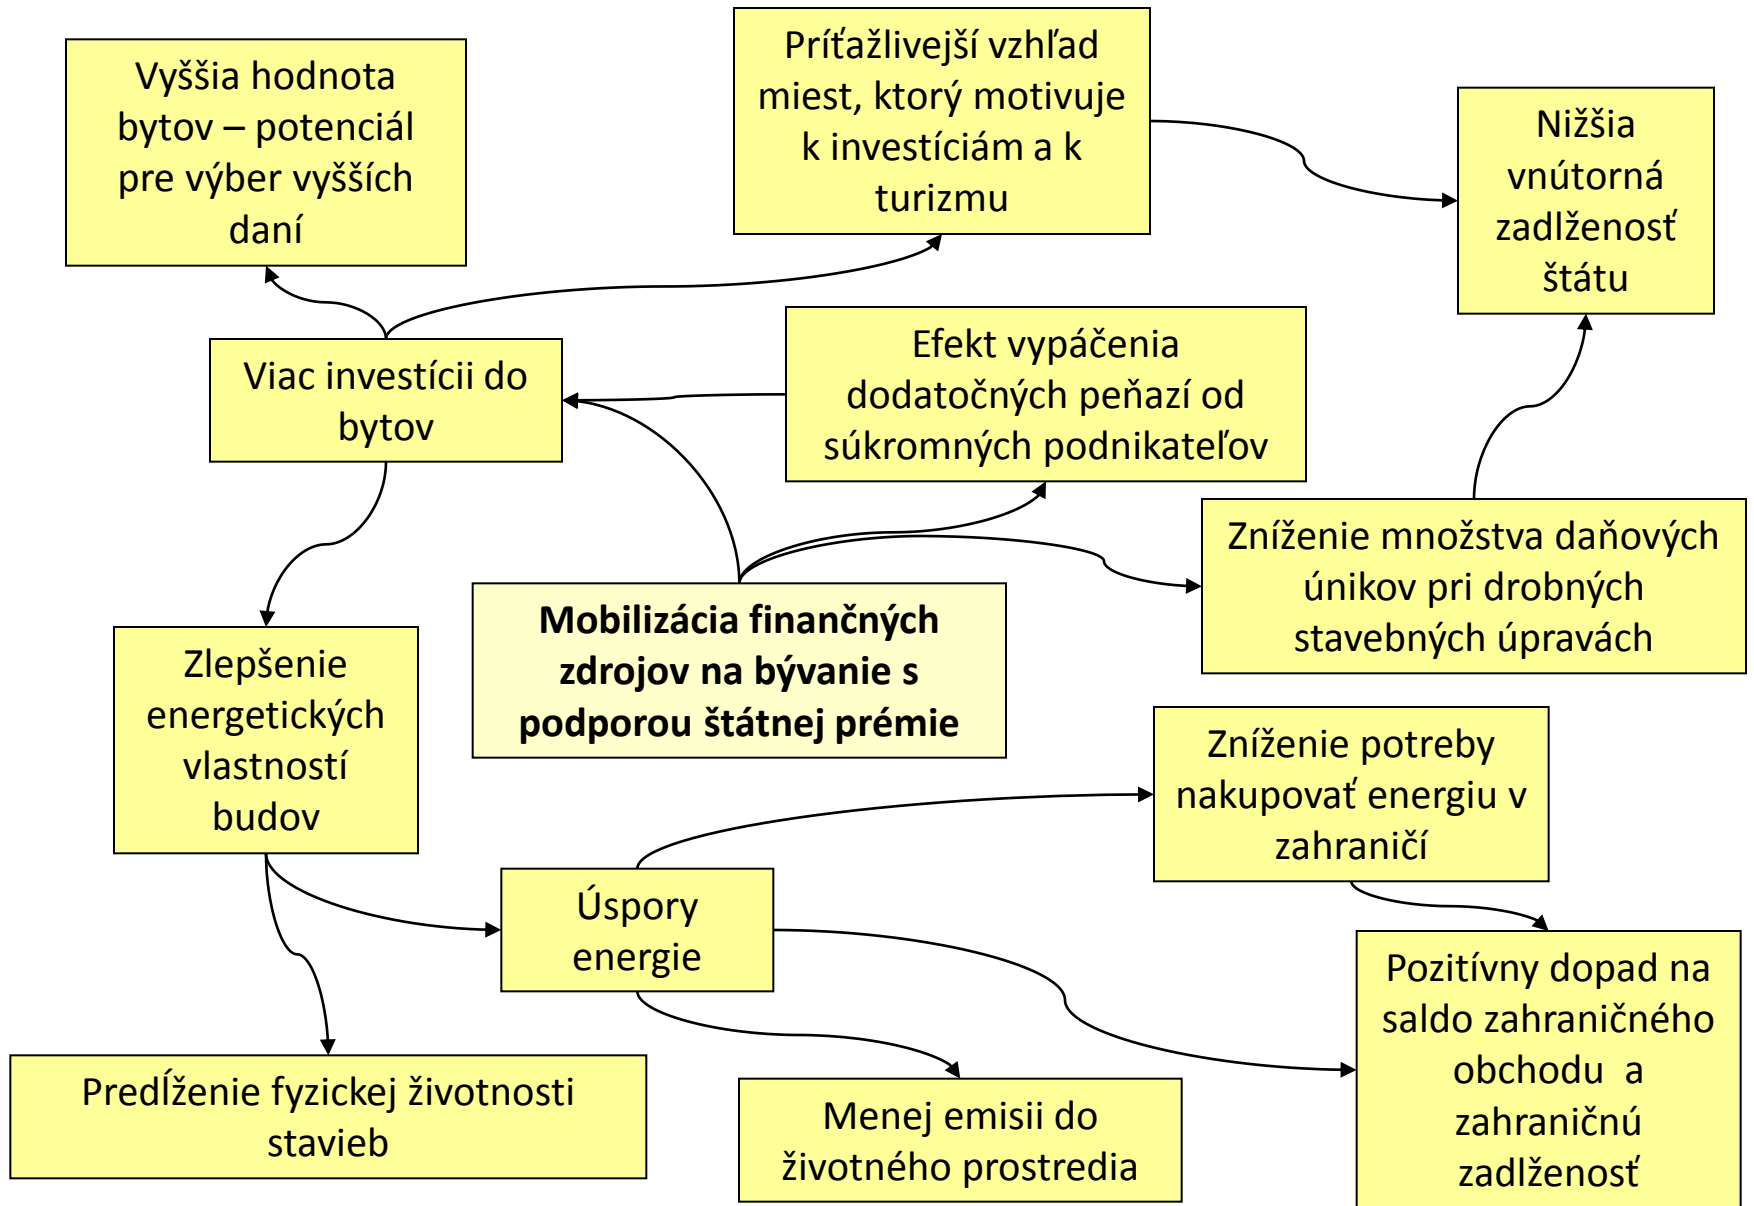 Vyššia hodnota
bytov – potenciál
pre výber vyšších
daní
Príťažlivejší vzhľad
miest, ktorý motivuje
k investíciám a k
turizmu
Nižšia
vnútorná
zadlženosť
štátu
Viac investícii do
bytov
Efekt vypáčenia
dodatočných peňazí od
súkromných podnikateľov
Zníženie množstva daňových
únikov pri drobných
stavebných úpravách
Mobilizácia finančných
zdrojov na bývanie s
podporou štátnej prémie
Zlepšenie
energetických
vlastností
budov
Zníženie potreby
nakupovať energiu v
zahraničí
Úspory
energie
Pozitívny dopad na
saldo zahraničného
obchodu a
zahraničnú
zadlženosť
Predĺženie fyzickej životnosti
stavieb
Menej emisii do
životného prostredia